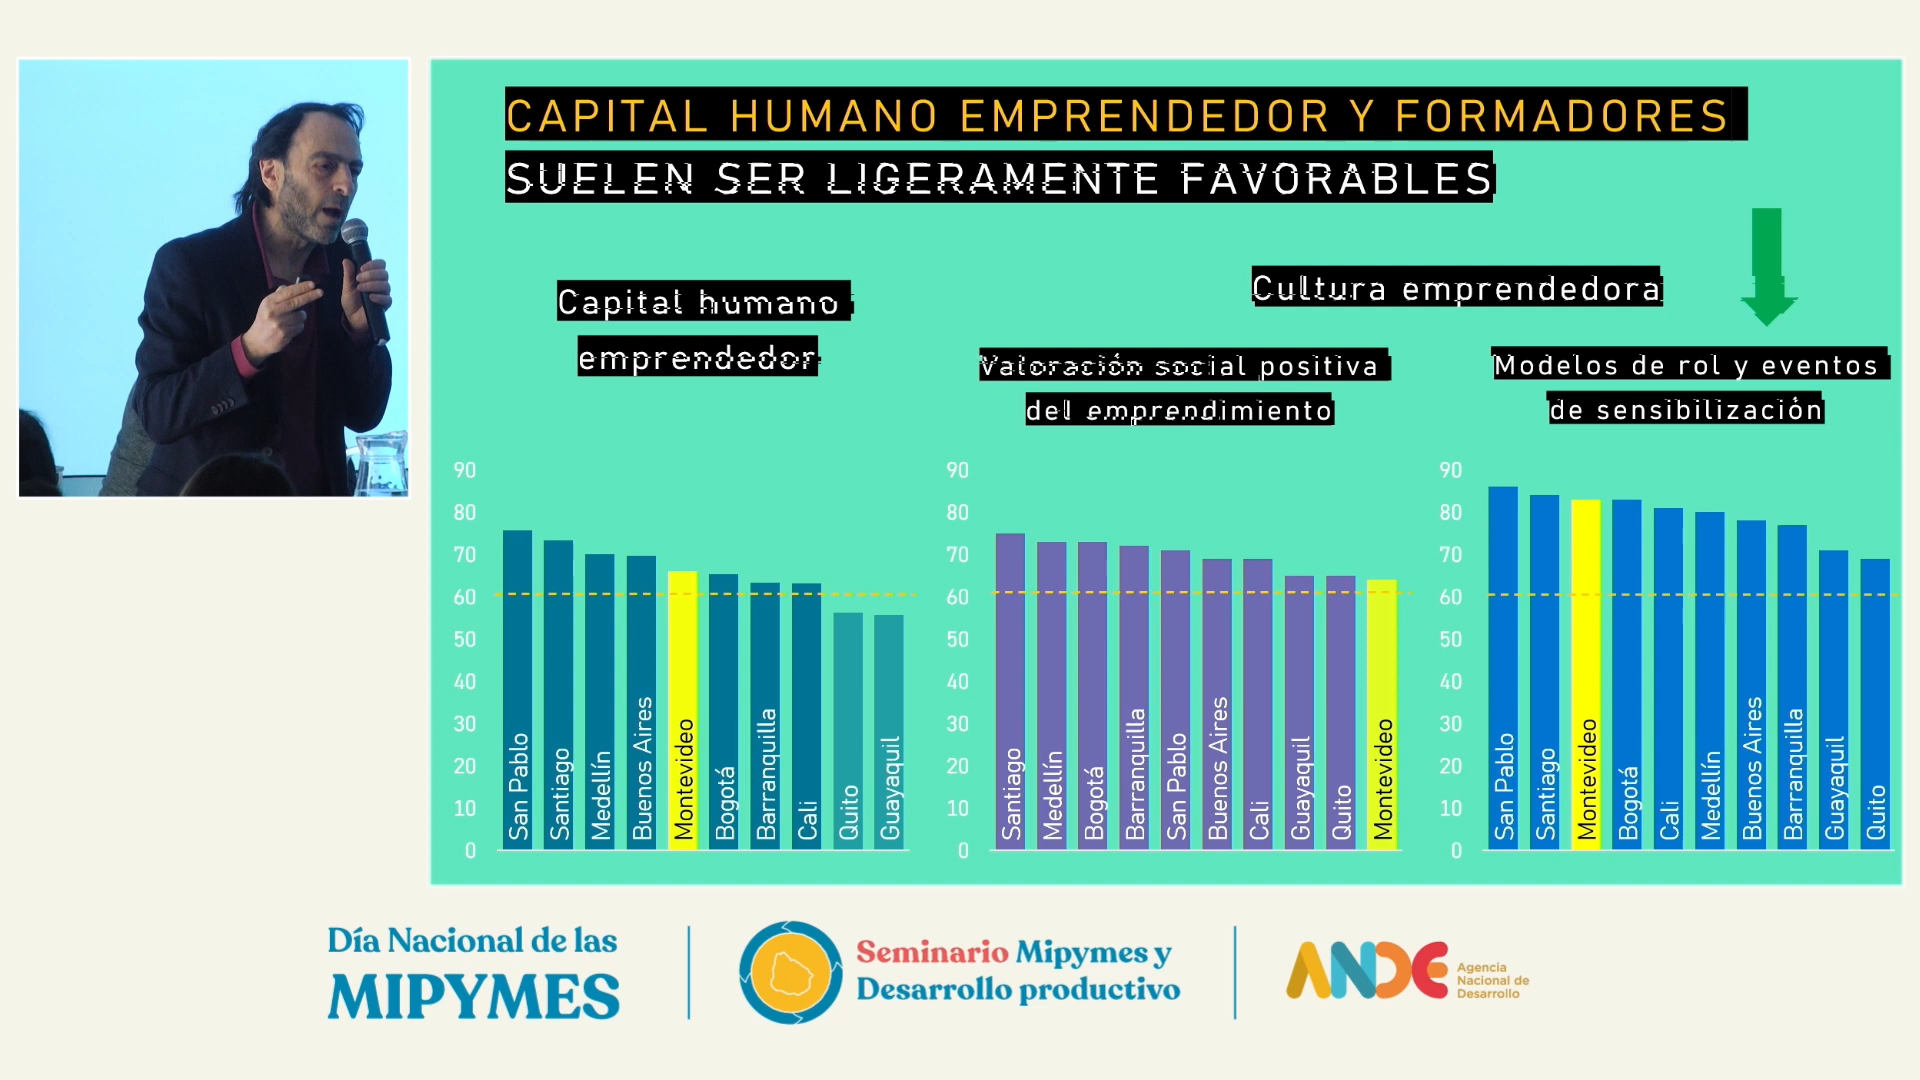 CAPITAL HUMANO EMPRENDEDOR Y FORMADORES
SUELEN SER LIGERAMENTE FAVORABLES
Capital humano
emprendedor
Cultura emprendedora
Valoración social positiva
del emprendimiento
Modelos de rol y eventos
de sensibilización
90
80
70
60
50
40
30
20
10
0
San Pablo
Santiago
Medellín
Buenos Aires
Montevideo
Bogotá
Barranquilla
Cali
Quito
Guayaquil
90
80
70
60
50
40
30
20
10
0
Santiago
Medellín
Bogotá
Barranquilla
San Pablo
Buenos Aires
Cali
Guayaquil
Quito
Montevideo
90
80
70
60
50
40
30
20
10
0
San Pablo
Santiago
Montevideo
Bogotá
Cali
Medellín
Buenos Aires
Barranquilla
Guayaquil
Quito
Día Nacional de las
MIPYMES
Seminario Mipymes y
Desarrollo productivo
ANDE
Agencia
Nacional de
Desarrollo